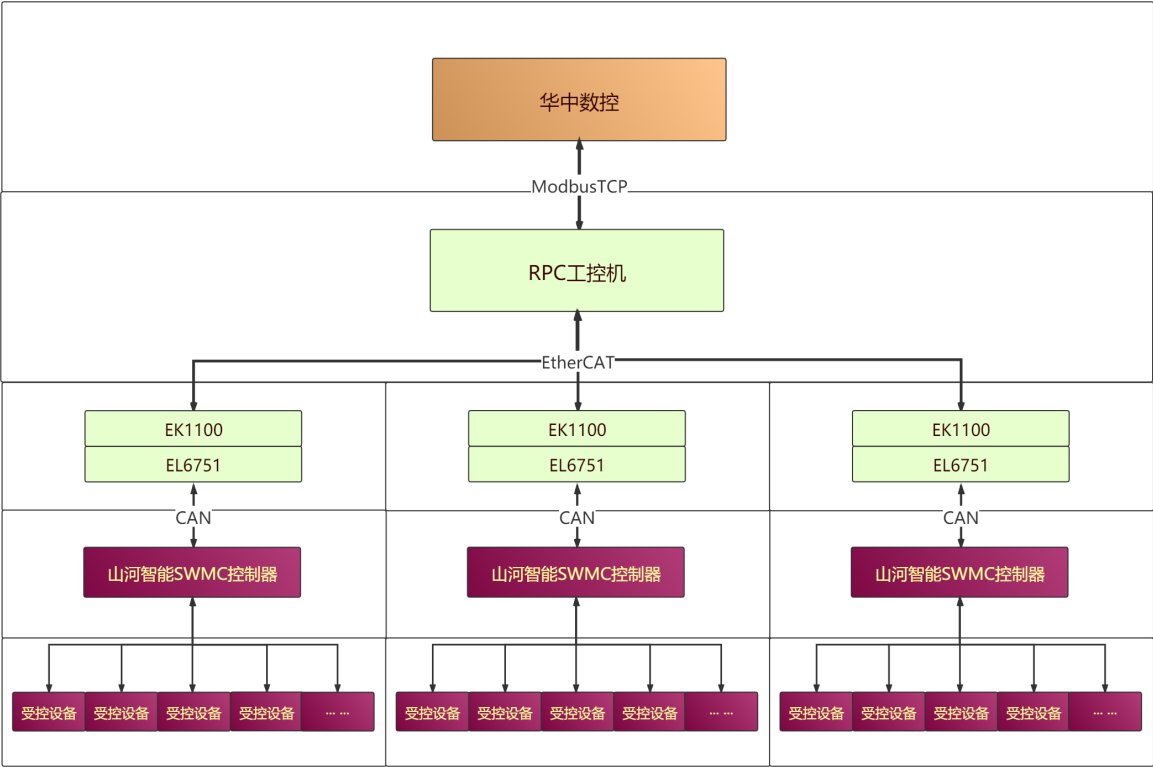 华中数控
ModbusTCP
RPC工控机
EtherCAT
EK1100
EK1100
EK1100
EL6751
EL6751
EL6751
CAN
CAN
CAN
山河智能SWMC控制器
山河智能SWMC控制器
山河智能SWMC控制器
受控设备 受控设备 受控设备 受控设备 ... ...
受控设备 受控设备 受控设备 受控设备 ... ...
受控设备 受控设备 受控设备 受控设备 ... ...